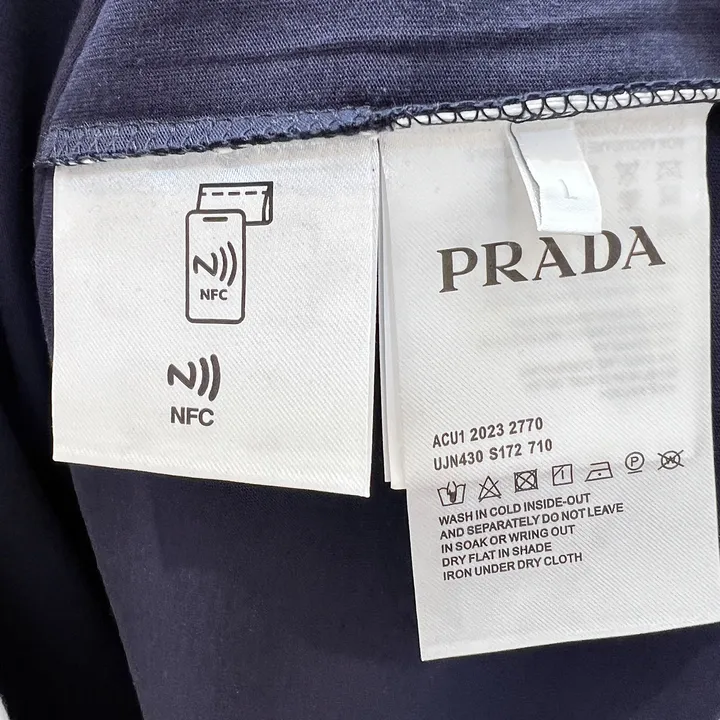 NFC
NFC
L
PRADA
ACU1 2023 2770
UJN430 S172 710
WASH IN COLD INSIDE-OUT
AND SEPARATELY DO NOT LEAVE
IN SOAK OR WRING OUT
DRY FLAT IN SHADE
IRON UNDER DRY CLOTH